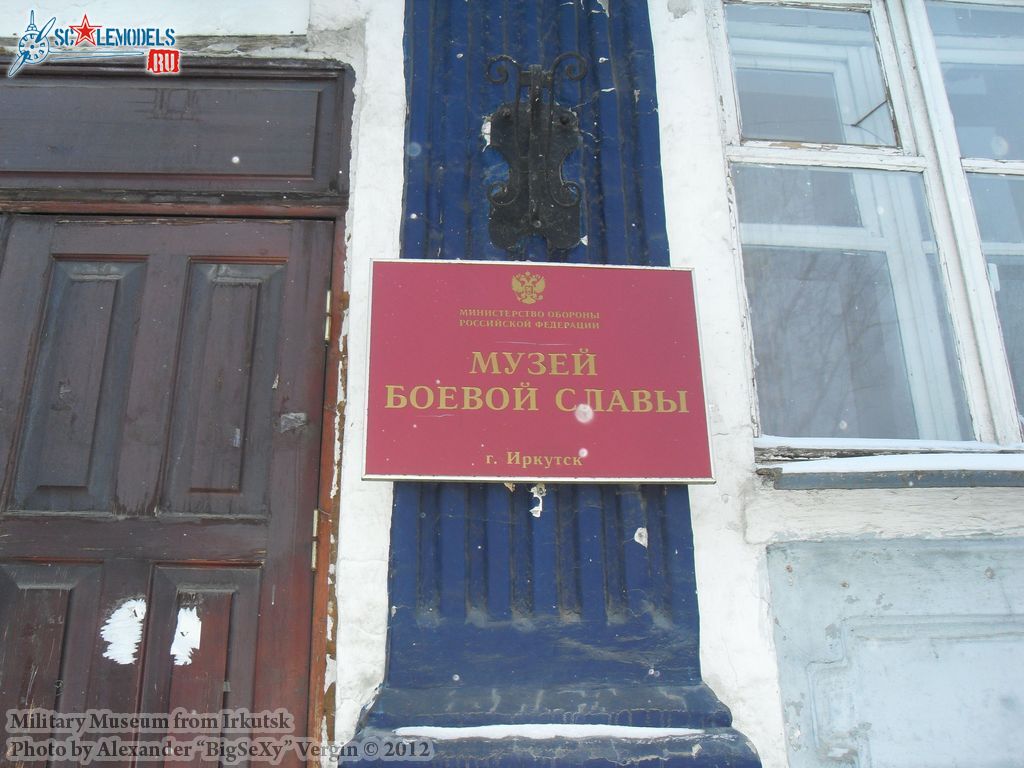 SCALEMODELS
RU
МИНИСТЕРСТВО ОБОРОНЫ
РОССИЙСКОЙ ФЕДЕРАЦИИ
МУЗЕЙ
БОЕВОЙ СЛАВЫ
г. Иркутск
Military Museum from Irkutsk
Photo by Alexander “BigSeXy” Vergin © 2012